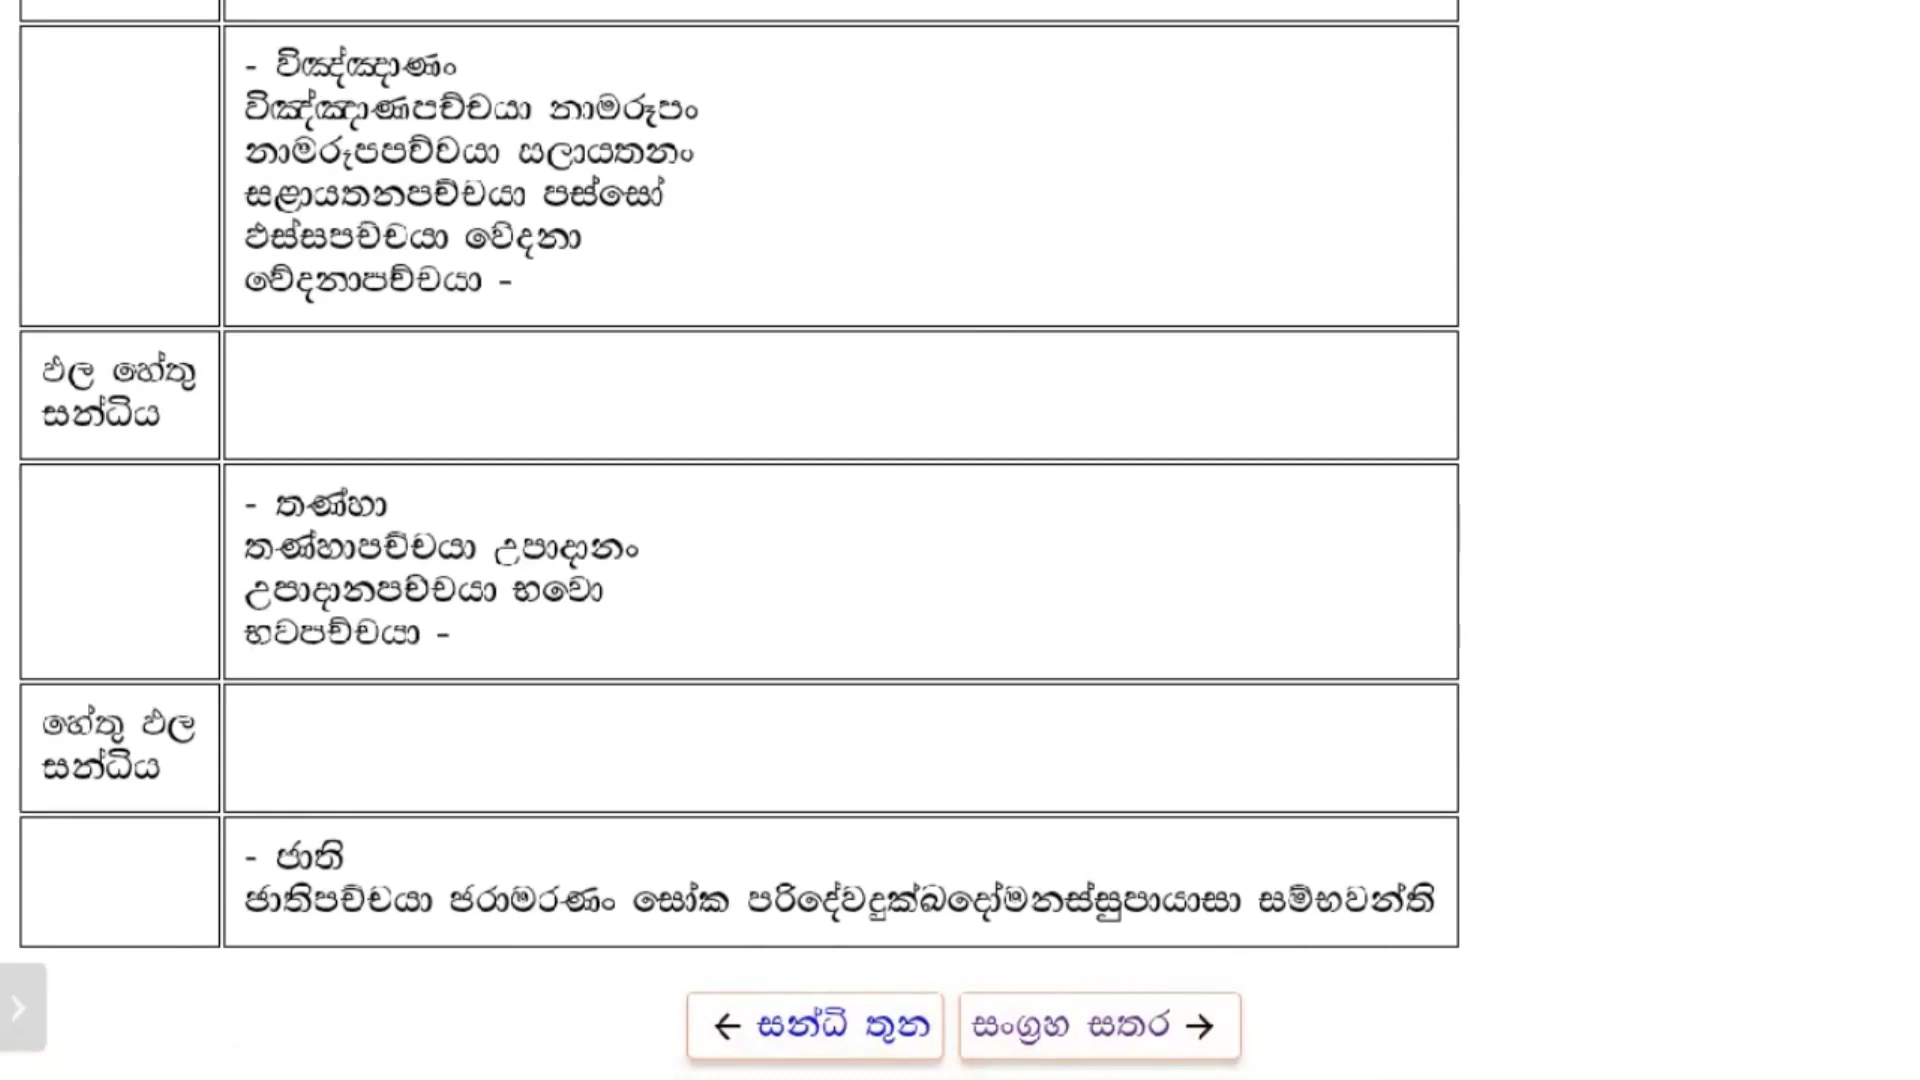 - විඤ්ඤාණං
විඤ්ඤාණපච්චයා නාමරූපං
නාමරූපපච්චයා සලායතනං
සළායතනපච්චයා පස්සෝ
ඵස්සපච්චයා වේදනා
වේදනාපච්චයා -
ඵල හේතු
සන්ධිය
- තණ්හා
තණ්හාපච්චයා උපාදානං
උපාදානපච්චයා භවො
භවපච්චයා -
හේතු ඵල
සන්ධිය
- ජාති
ජාතිපච්චයා ජරාමරණං සෝක පරිදේවදුක්ඛදෝමනස්සුපායාසා සම්භවන්ති
← සන්ධි තුන
සංග්‍රහ සතර →